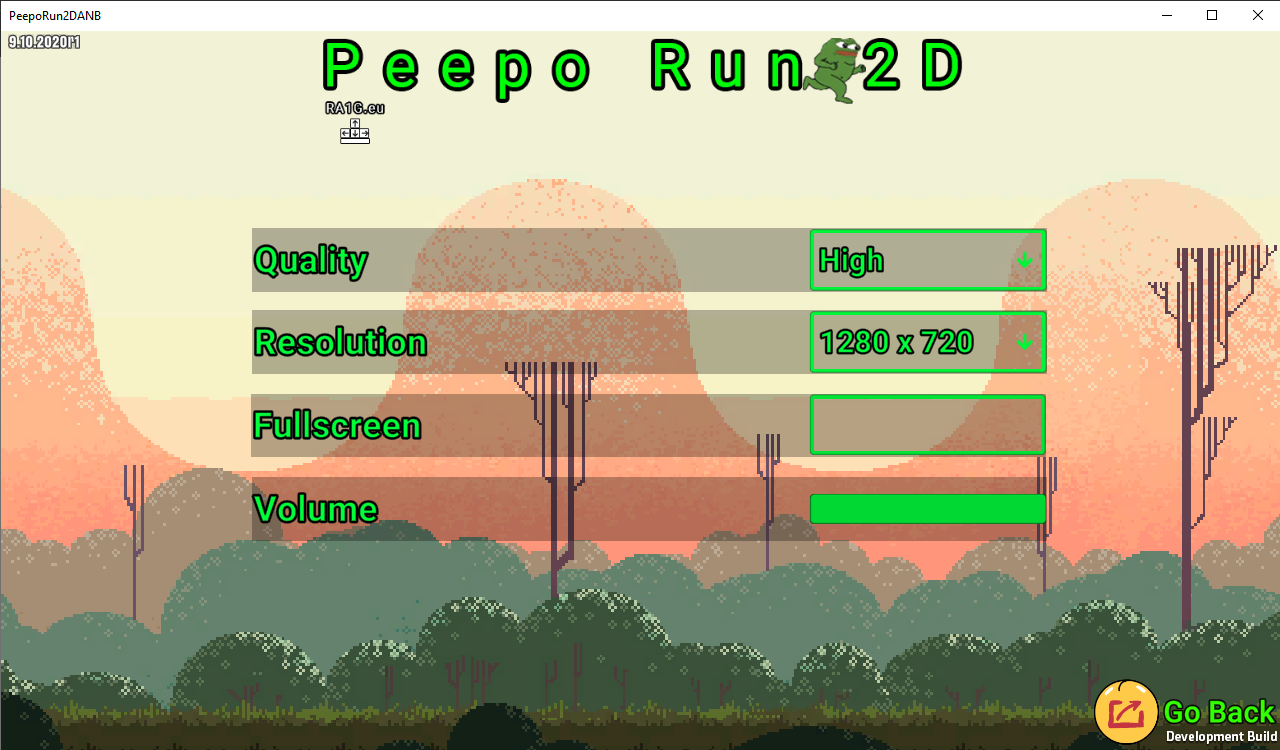 PeepoRun2DANB
9.10.2020f1
Peepo Run 2D
RA1G.eu
Quality
High
Resolution
1280 x 720
Fullscreen
Volume
Go Back
Development Build